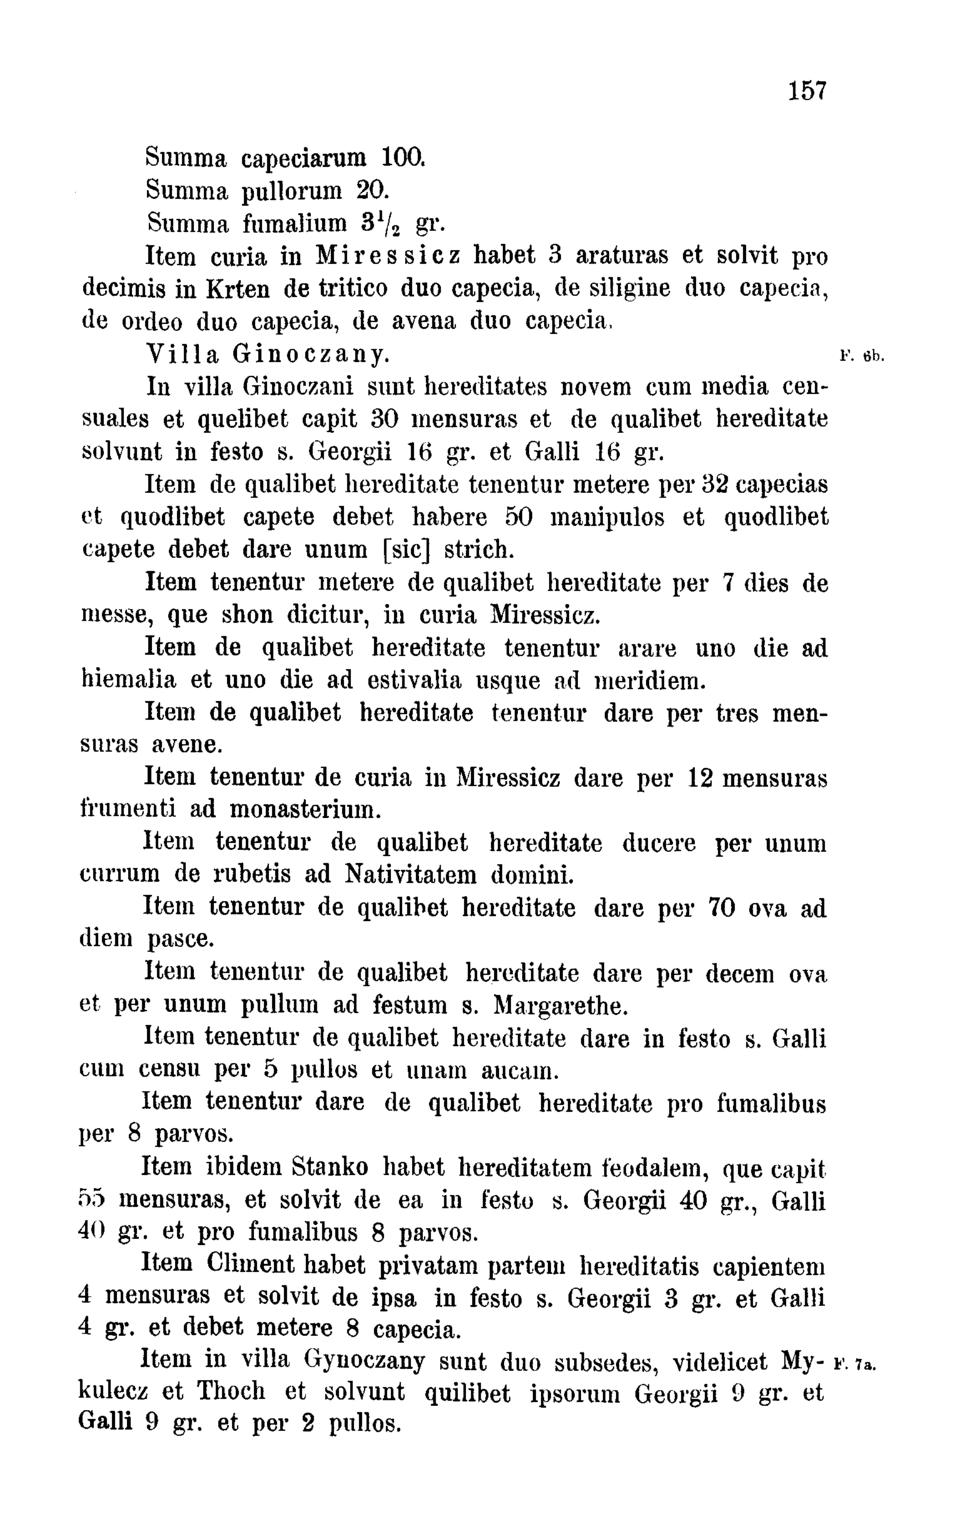 157
Summa capeciarum 100.
Summa pullorum 20.
Summa fumalium 3¹/₂ gr.
Item curia in Miressicz habet 3 araturas et solvit pro
decimis in Krten de tritico duo capecia, de siligine duo capecia,
de ordeo duo capecia, de avena duo capecia.
Villa Ginoczany. F. 6b.
In villa Ginoczani sunt hereditates novem cum media cen-
suales et quelibet capit 30 mensuras et de qualibet hereditate
solvunt in festo s. Georgii 16 gr. et Galli 16 gr.
Item de qualibet hereditate tenentur metere per 32 capecias
et quodlibet capete debet habere 50 manipulos et quodlibet
capete debet dare unum [sic] strich.
Item tenentur metere de qualibet hereditate per 7 dies de
messe, que shon dicitur, in curia Miressicz.
Item de qualibet hereditate tenentur arare uno die ad
hiemalia et uno die ad estivalia usque ad meridiem.
Item de qualibet hereditate tenentur dare per tres men-
suras avene.
Item tenentur de curia in Miressicz dare per 12 mensuras
frumenti ad monasterium.
Item tenentur de qualibet hereditate ducere per unum
currum de rubetis ad Nativitatem domini.
Item tenentur de qualibet hereditate dare per 70 ova ad
diem pasce.
Item tenentur de qualibet hereditate dare per decem ova
et per unum pullum ad festum s. Margarethe.
Item tenentur de qualibet hereditate dare in festo s. Galli
cum censu per 5 pullos et unam aucam.
Item tenentur dare de qualibet hereditate pro fumalibus
per 8 parvos.
Item ibidem Stanko habet hereditatem feodalem, que capit
55 mensuras, et solvit de ea in festo s. Georgii 40 gr., Galli
40 gr. et pro fumalibus 8 parvos.
Item Climent habet privatam partem hereditatis capientem
4 mensuras et solvit de ipsa in festo s. Georgii 3 gr. et Galli
4 gr. et debet metere 8 capecia.
Item in villa Gynoczany sunt duo subsedes, videlicet My- F. 7a.
kulecz et Thoch et solvunt quilibet ipsorum Georgii 9 gr. et
Galli 9 gr. et per 2 pullos.